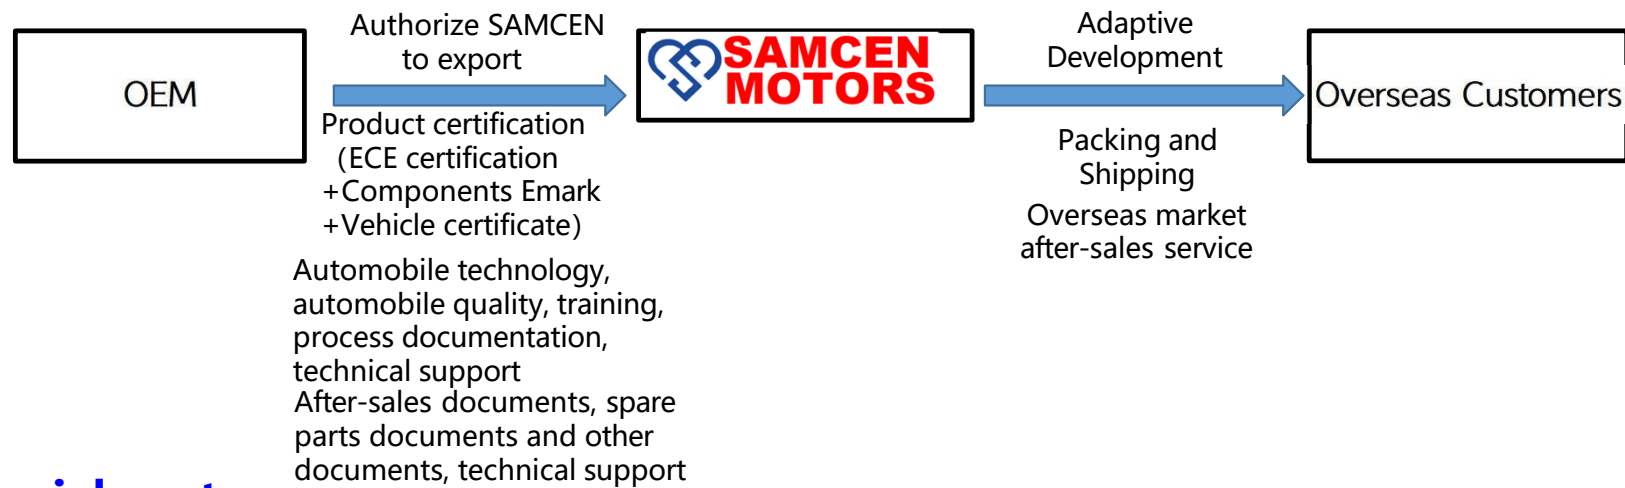 OEM
Authorize SAMCEN
to export
Product certification
(ECE certification
+Components Emark
+Vehicle certificate)
Automobile technology,
automobile quality, training,
process documentation,
technical support
After-sales documents, spare
parts documents and other
documents, technical support
SAMCEN
MOTORS
Adaptive
Development
Packing and
Shipping
Overseas market
after-sales service
Overseas Customers